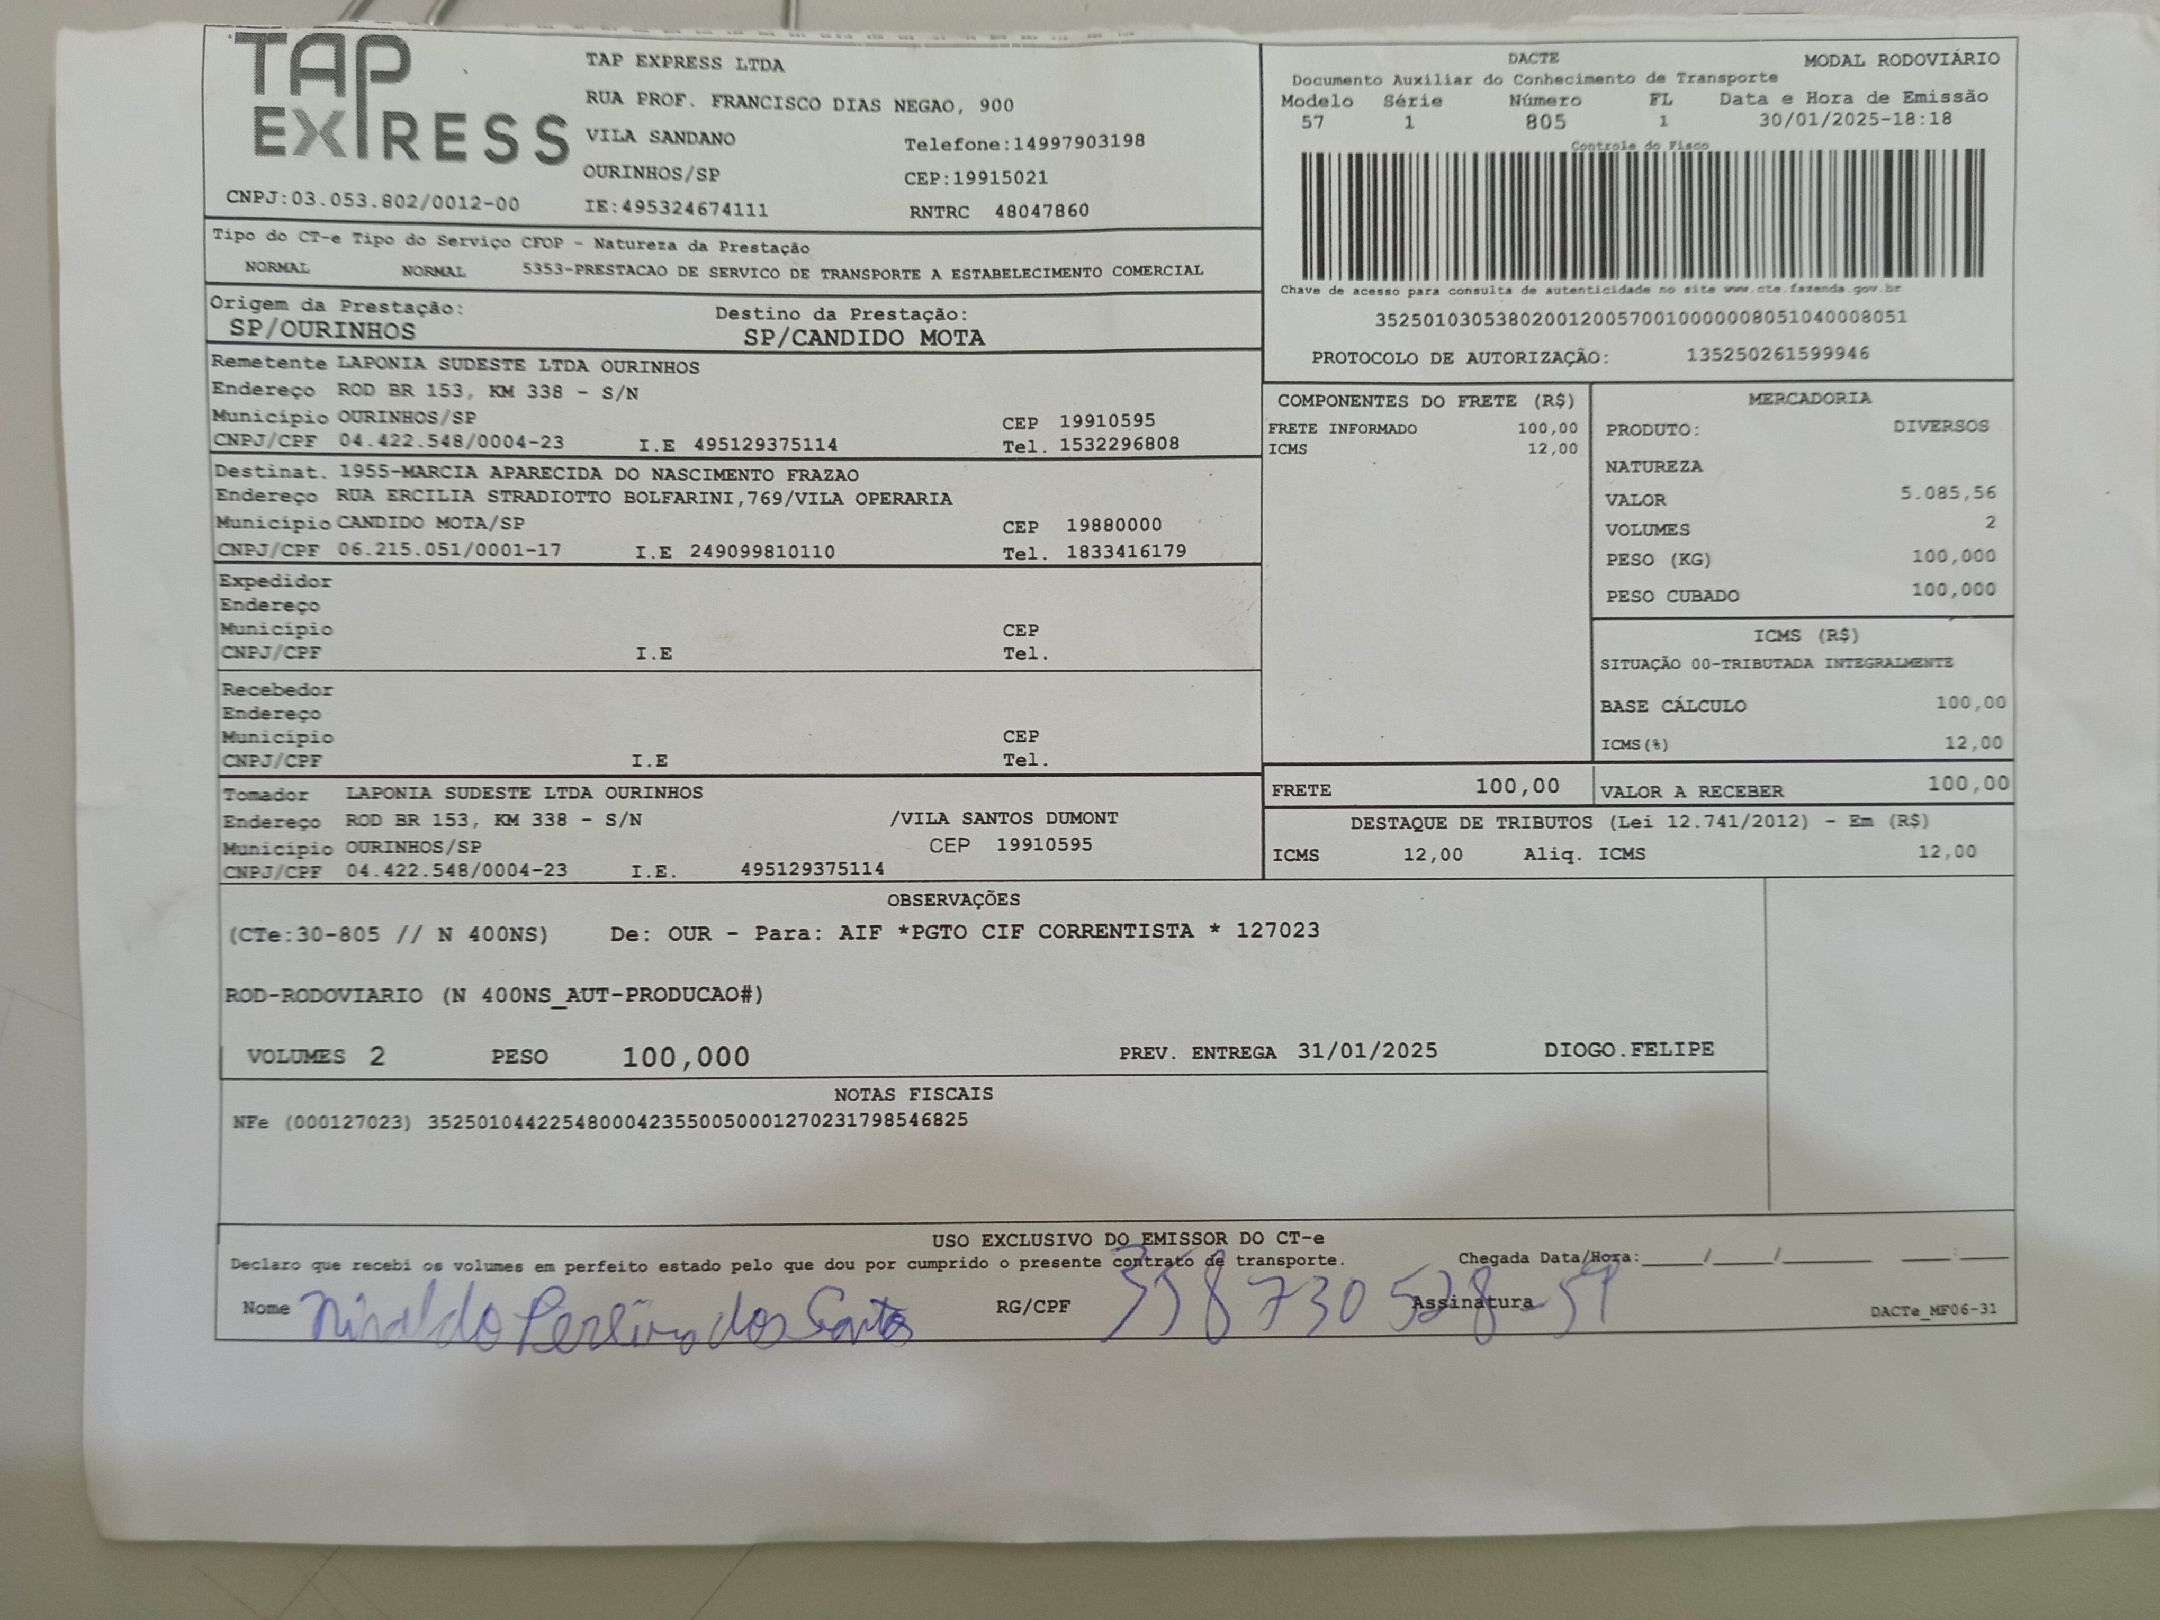 TAP EXPRESS
TAP EXPRESS LTDA
RUA PROF. FRANCISCO DIAS NEGAO, 900
VILA SANDANO Telefone:14997903198
OURINHOS/SP CEP:19915021
CNPJ:03.053.802/0012-00 IE:495324674111 RNTRC 48047860
DACTE MODAL RODOVIÁRIO
Documento Auxiliar do Conhecimento de Transporte
Modelo Série Número FL Data e Hora de Emissão
57 1 805 1 30/01/2025-18:18
Controle do Fisco
Chave de acesso para consulta de autenticidade no site www.cte.fazenda.gov.br
35250103053802001200570010000008051040008051
PROTOCOLO DE AUTORIZAÇÃO: 135250261599946
Tipo do CT-e Tipo do Serviço CFOP - Natureza da Prestação
NORMAL NORMAL 5353-PRESTACAO DE SERVICO DE TRANSPORTE A ESTABELECIMENTO COMERCIAL
Origem da Prestação: Destino da Prestação:
SP/OURINHOS SP/CANDIDO MOTA
Remetente LAPONIA SUDESTE LTDA OURINHOS
Endereço ROD BR 153, KM 338 - S/N
Município OURINHOS/SP CEP 19910595
CNPJ/CPF 04.422.548/0004-23 I.E 495129375114 Tel. 1532296808
Destinat. 1955-MARCIA APARECIDA DO NASCIMENTO FRAZAO
Endereço RUA ERCILIA STRADIOTTO BOLFARINI,769/VILA OPERARIA
Município CANDIDO MOTA/SP CEP 19880000
CNPJ/CPF 06.215.051/0001-17 I.E 249099810110 Tel. 1833416179
Expedidor
Endereço
Município CEP
CNPJ/CPF I.E Tel.
Recebedor
Endereço
Município CEP
CNPJ/CPF I.E Tel.
Tomador LAPONIA SUDESTE LTDA OURINHOS
Endereço ROD BR 153, KM 338 - S/N /VILA SANTOS DUMONT
Município OURINHOS/SP CEP 19910595
CNPJ/CPF 04.422.548/0004-23 I.E. 495129375114
COMPONENTES DO FRETE (R$)
FRETE INFORMADO 100,00
ICMS 12,00
MERCADORIA
PRODUTO: DIVERSOS
NATUREZA
VALOR 5.085,56
VOLUMES 2
PESO (KG) 100,000
PESO CUBADO 100,000
ICMS (R$)
SITUAÇÃO 00-TRIBUTADA INTEGRALMENTE
BASE CÁLCULO 100,00
ICMS(%) 12,00
FRETE 100,00 VALOR A RECEBER 100,00
DESTAQUE DE TRIBUTOS (Lei 12.741/2012) - Em (R$)
ICMS 12,00 Aliq. ICMS 12,00
OBSERVAÇÕES
(CTe:30-805 // N 400NS) De: OUR - Para: AIF *PGTO CIF CORRENTISTA * 127023
ROD-RODOVIARIO (N 400NS_AUT-PRODUCAO#)
VOLUMES 2 PESO 100,000 PREV. ENTREGA 31/01/2025 DIOGO.FELIPE
NOTAS FISCAIS
NFe (000127023) 35250104422548000423550050001270231798546825
USO EXCLUSIVO DO EMISSOR DO CT-e
Declaro que recebi os volumes em perfeito estado pelo que dou por cumprido o presente contrato de transporte. Chegada Data/Hora:____/____/______ ____:____
Nome Ninaldo Pereira dos Santos RG/CPF 358730528-59 Assinatura DACTe_MF06-31